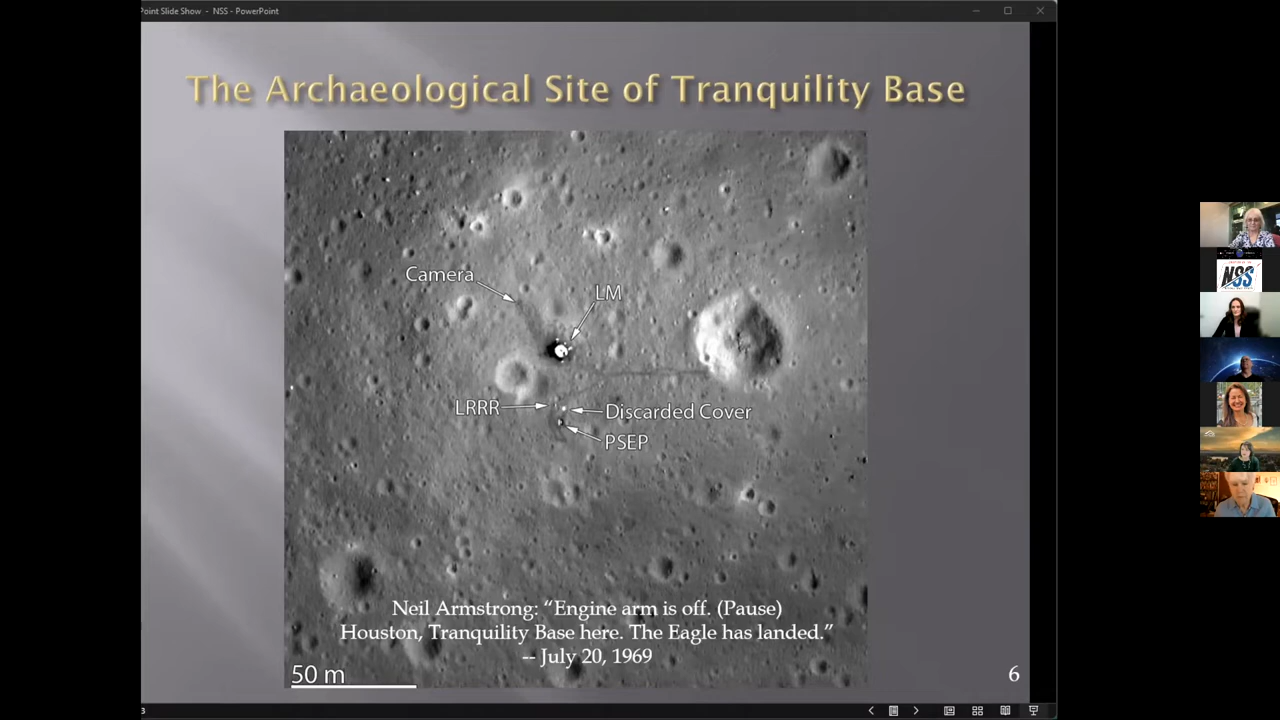 Point Slide Show - NSS - PowerPoint
The Archaeological Site of Tranquility Base
Camera
LM
LRRR
Discarded Cover
PSEP
Neil Armstrong: “Engine arm is off. (Pause)
Houston, Tranquility Base here. The Eagle has landed.”
-- July 20, 1969
50 m
6
3
NSS